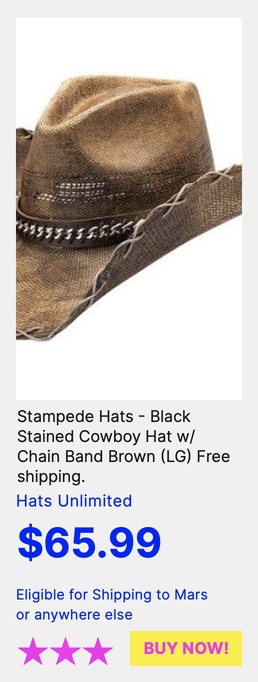 Stampede Hats - Black
Stained Cowboy Hat w/
Chain Band Brown (LG) Free
shipping.
Hats Unlimited
$65.99
Eligible for Shipping to Mars
or anywhere else
BUY NOW!